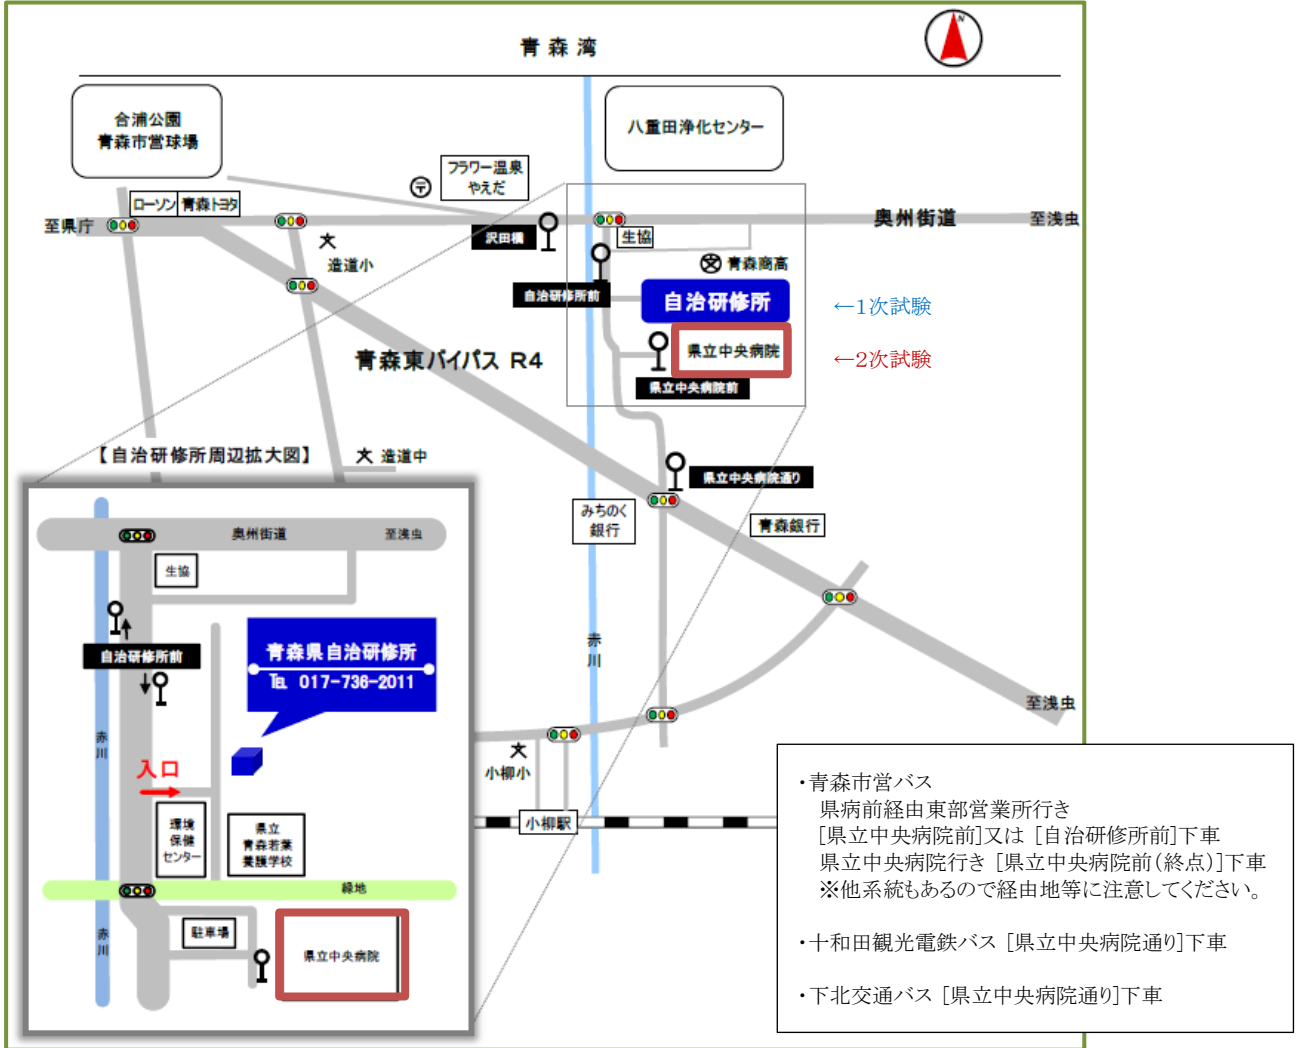 青森湾
N
合浦公園
青森市営球場
八重田浄化センター
フラワー温泉
やえだ
〒
ローソン
青森トヨタ
至県庁
奥州街道
至浅虫
沢田橋
生協
文
造道小
青森商高
自治研修所前
自治研修所
←1次試験
県立中央病院
←2次試験
青森東バイパス R4
県立中央病院前
【自治研修所周辺拡大図】
文 造道中
県立中央病院通り
みちのく
銀行
青森銀行
赤川
至浅虫
文
小柳小
小柳駅
奥州街道
至浅虫
生協
自治研修所前
青森県自治研修所
℡ 017-736-2011
赤川
入口
環境
保健
センター
県立
青森若葉
養護学校
緑地
赤川
駐車場
県立中央病院
・青森市営バス
県病前経由東部営業所行き
[県立中央病院前]又は [自治研修所前]下車
県立中央病院行き [県立中央病院前(終点)]下車
※他系統もあるので経由地等に注意してください。
・十和田観光電鉄バス [県立中央病院通り]下車
・下北交通バス [県立中央病院通り]下車